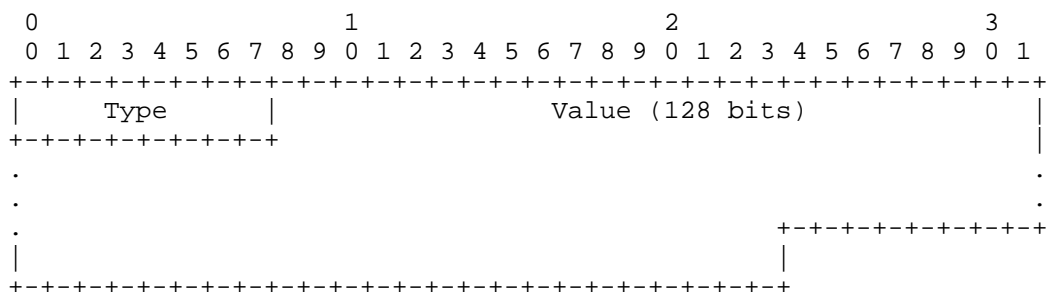 0                   1                   2                   3
 0 1 2 3 4 5 6 7 8 9 0 1 2 3 4 5 6 7 8 9 0 1 2 3 4 5 6 7 8 9 0 1
+-+-+-+-+-+-+-+-+-+-+-+-+-+-+-+-+-+-+-+-+-+-+-+-+-+-+-+-+-+-+-+-+
|     Type      |                 Value (128 bits)              |
+-+-+-+-+-+-+-+-+                                               |
.                                                               .
.                                                               .
.                                               +-+-+-+-+-+-+-+-+
|                                               |
+-+-+-+-+-+-+-+-+-+-+-+-+-+-+-+-+-+-+-+-+-+-+-+-+